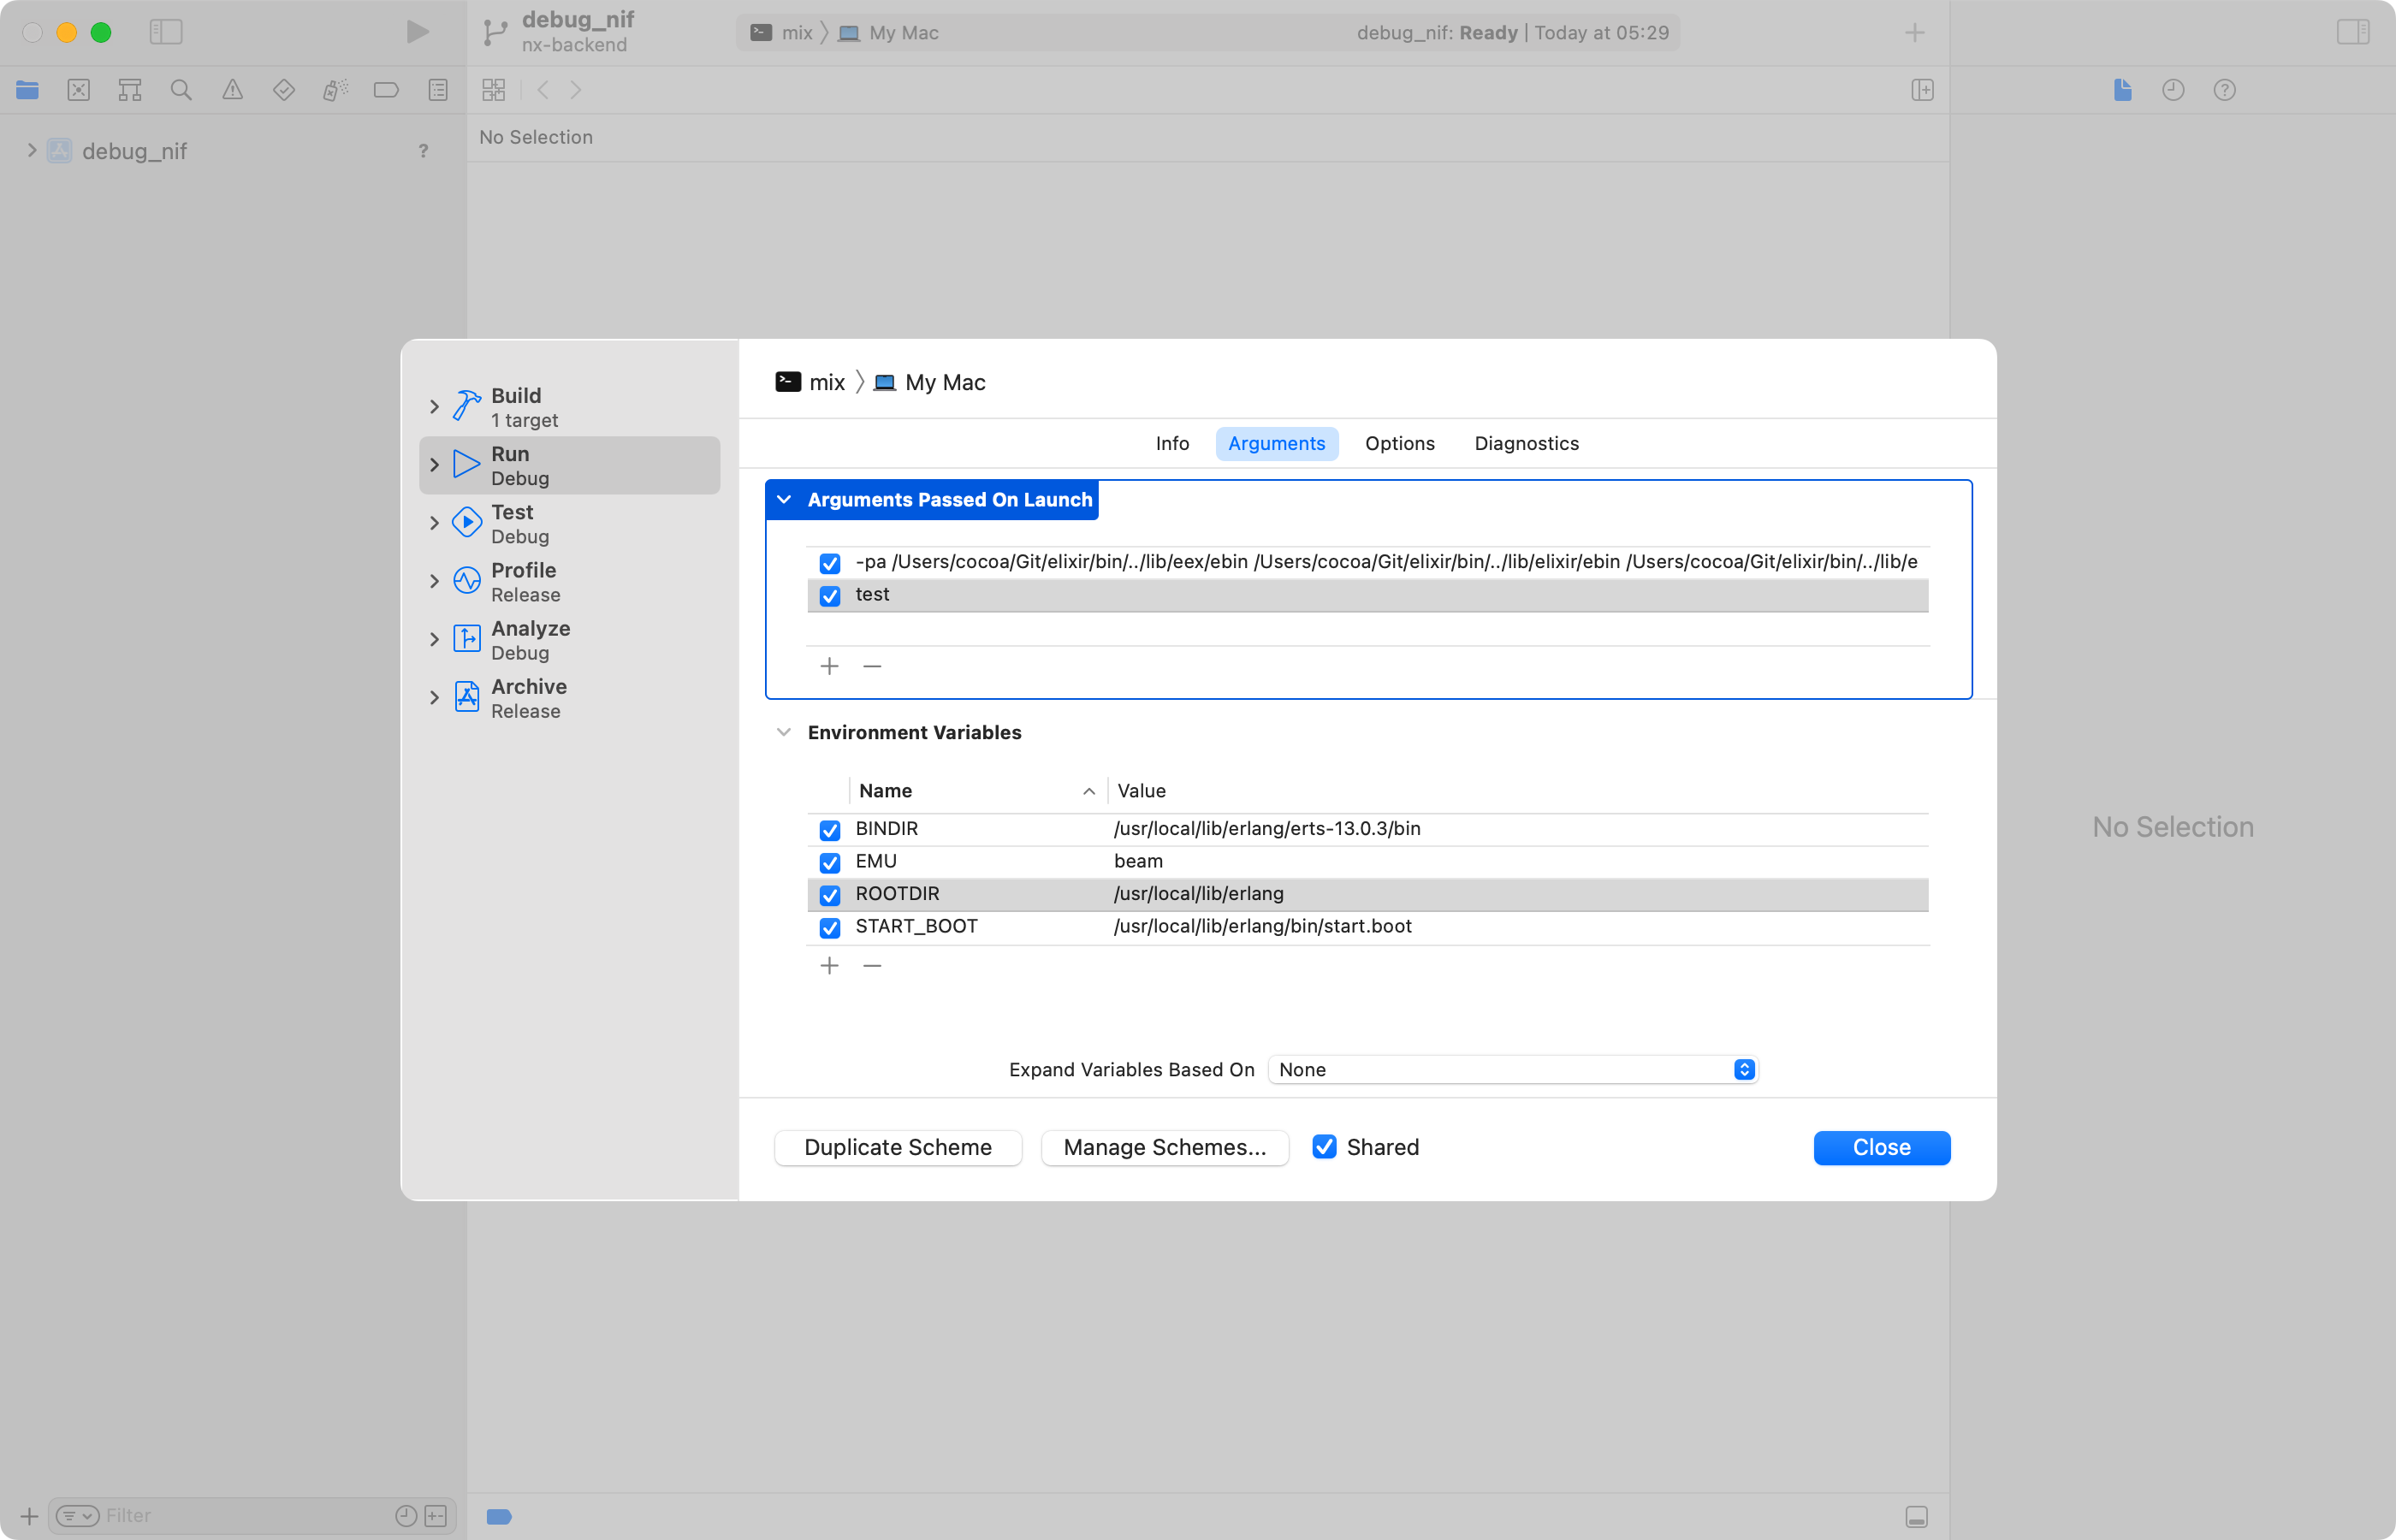 debug_nif
nx-backend
mix
My Mac
debug_nif: Ready | Today at 05:29
debug_nif
?
No Selection
Build
1 target
Run
Debug
Test
Debug
Profile
Release
Analyze
Debug
Archive
Release
mix
My Mac
Info
Arguments
Options
Diagnostics
Arguments Passed On Launch
-pa /Users/cocoa/Git/elixir/bin/../lib/eex/ebin /Users/cocoa/Git/elixir/bin/../lib/elixir/ebin /Users/cocoa/Git/elixir/bin/../lib/e
test
Environment Variables
Name Value
BINDIR /usr/local/lib/erlang/erts-13.0.3/bin
EMU beam
ROOTDIR /usr/local/lib/erlang
START_BOOT /usr/local/lib/erlang/bin/start.boot
Expand Variables Based On None
Duplicate Scheme
Manage Schemes...
Shared
Close
No Selection
Filter